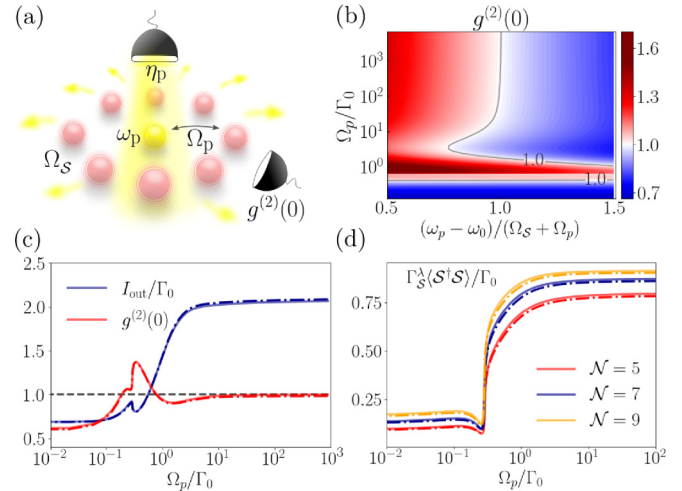 (a)
η_p
ω_p
Ω_p
Ω_𝒮
g^(2)(0)
(b)
g^(2)(0)
Ω_p/Γ_0
10^3
10^2
10^1
10^0
1.0
1.0
0.5
1.0
1.5
(ω_p − ω_0)/(Ω_𝒮 + Ω_p)
1.6
1.4
1.2
1.0
0.8
(c)
2.5
2.0
1.5
1.0
0.5
I_out/Γ_0
g^(2)(0)
10^−2 10^−1 10^0 10^1 10^2 10^3
Ω_p/Γ_0
(d)
Γ_𝒮^λ⟨𝒮^†𝒮⟩/Γ_0
0.75
0.50
0.25
𝒩 = 5
𝒩 = 7
𝒩 = 9
10^−2 10^−1 10^0 10^1 10^2
Ω_p/Γ_0